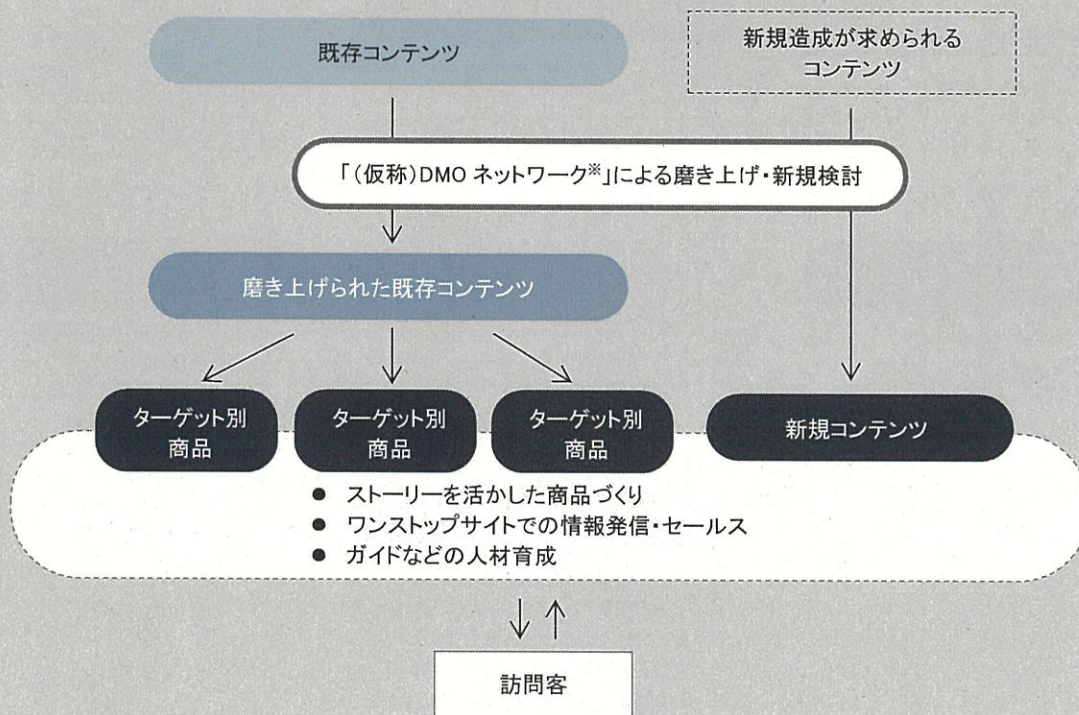 既存コンテンツ
新規造成が求められる
コンテンツ
「(仮称)DMO ネットワーク※」による磨き上げ・新規検討
磨き上げられた既存コンテンツ
ターゲット別
商品
ターゲット別
商品
ターゲット別
商品
新規コンテンツ
● ストーリーを活かした商品づくり
● ワンストップサイトでの情報発信・セールス
● ガイドなどの人材育成
訪問客